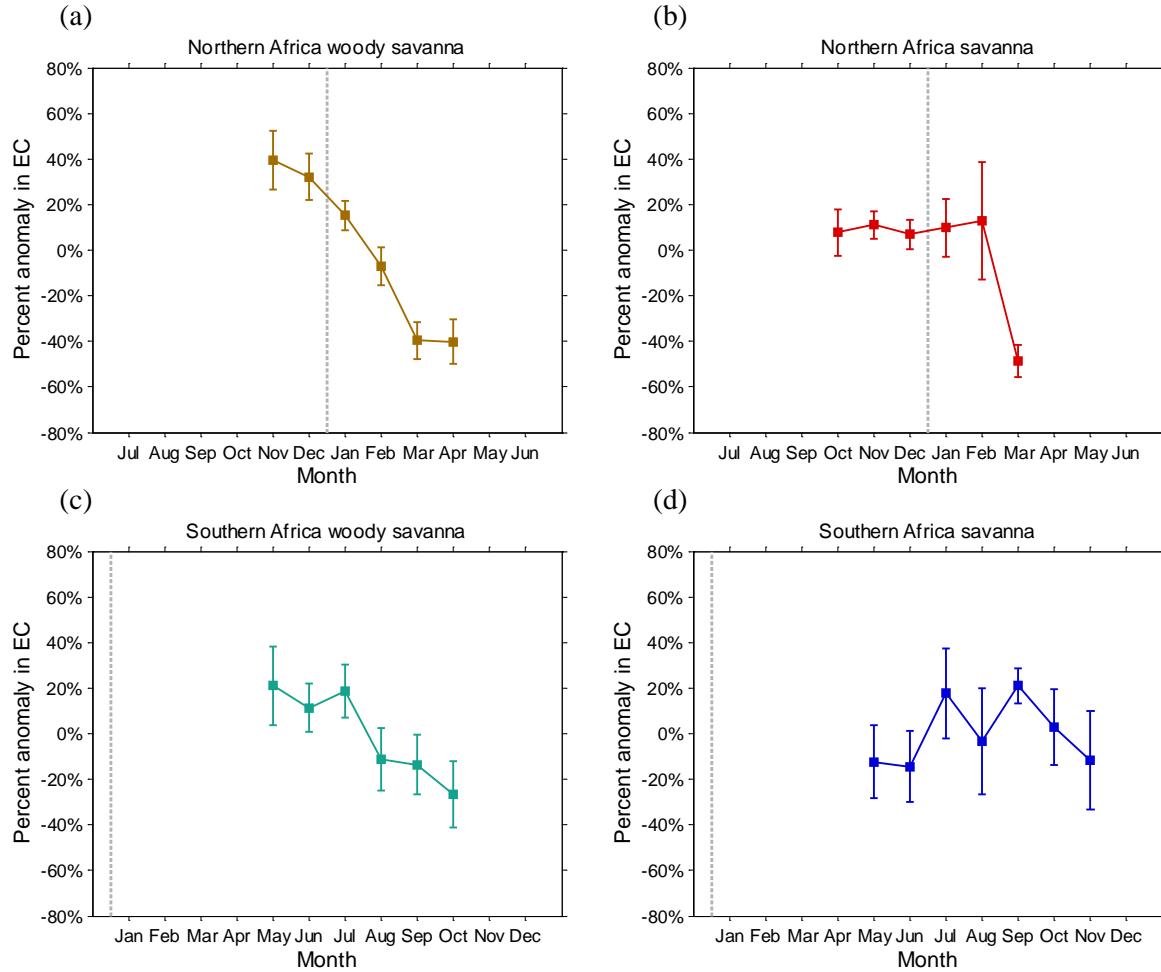 (a)
Northern Africa woody savanna
80%
60%
40%
20%
0%
-20%
-40%
-60%
-80%
Percent anomaly in EC
Jul Aug Sep Oct Nov Dec Jan Feb Mar Apr May Jun
Month
(b)
Northern Africa savanna
80%
60%
40%
20%
0%
-20%
-40%
-60%
-80%
Percent anomaly in EC
Jul Aug Sep Oct Nov Dec Jan Feb Mar Apr May Jun
Month
(c)
Southern Africa woody savanna
80%
60%
40%
20%
0%
-20%
-40%
-60%
-80%
Percent anomaly in EC
Jan Feb Mar Apr May Jun Jul Aug Sep Oct Nov Dec
Month
(d)
Southern Africa savanna
80%
60%
40%
20%
0%
-20%
-40%
-60%
-80%
Percent anomaly in EC
Jan Feb Mar Apr May Jun Jul Aug Sep Oct Nov Dec
Month